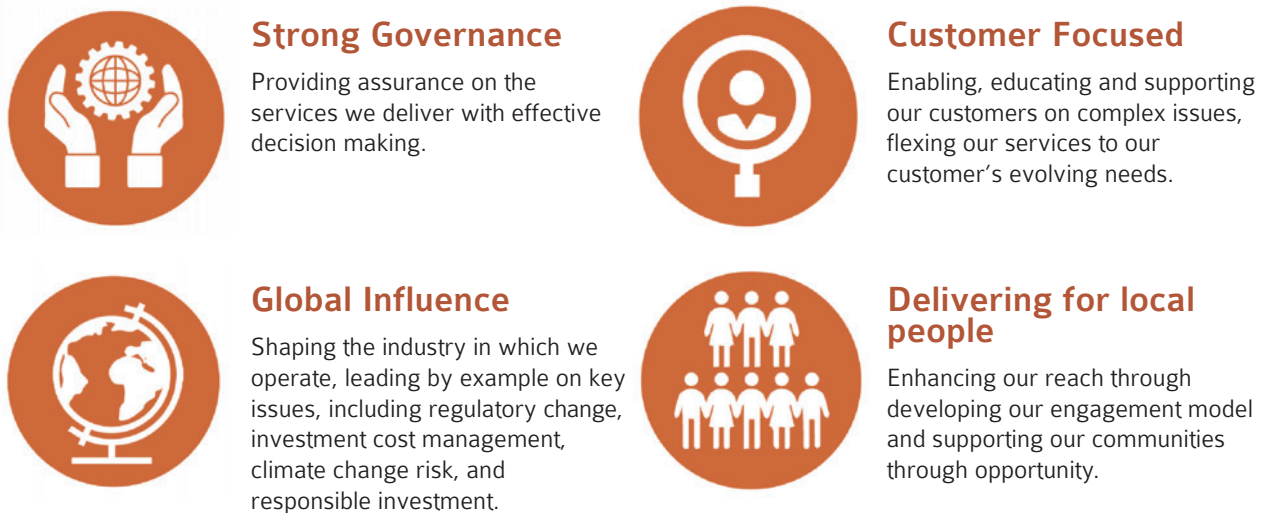 Strong Governance
Providing assurance on the
services we deliver with effective
decision making.
Customer Focused
Enabling, educating and supporting
our customers on complex issues,
flexing our services to our
customer's evolving needs.
Global Influence
Shaping the industry in which we
operate, leading by example on key
issues, including regulatory change,
investment cost management,
climate change risk, and
responsible investment.
Delivering for local
people
Enhancing our reach through
developing our engagement model
and supporting our communities
through opportunity.